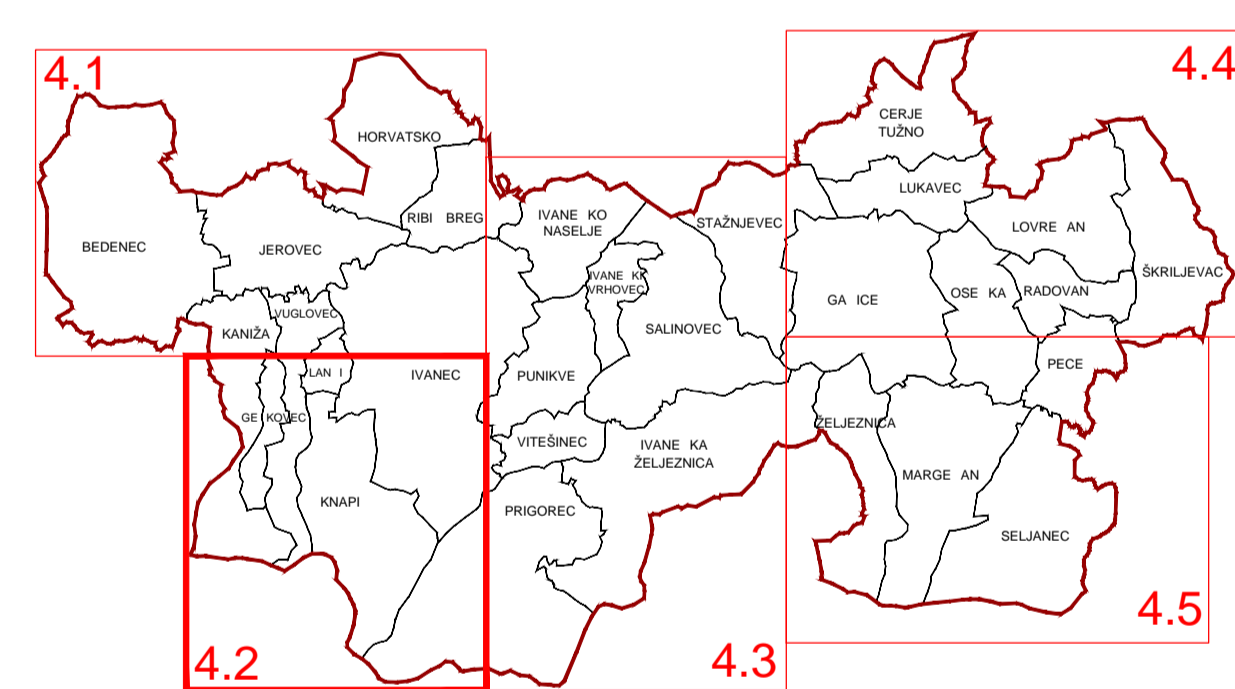 4.1
4.4
HORVATSKO
CERJE
TUŽNO
LUKAVEC
RIBI BREG
IVANE KO
NASELJE
STAŽNJEVEC
LOVRE AN
BEDENEC
JEROVEC
IVANE KI
VRHOVEC
ŠKRILJEVAC
GA ICE
OSE KA
RADOVAN
VUGLOVEC
KANIŽA
SALINOVEC
LAN I
IVANEC
PUNIKVE
PECE
GE KOVEC
ŽELJEZNICA
VITEŠINEC
IVANE KA
ŽELJEZNICA
MARGE AN
KNAPI
PRIGOREC
SELJANEC
4.5
4.2
4.3